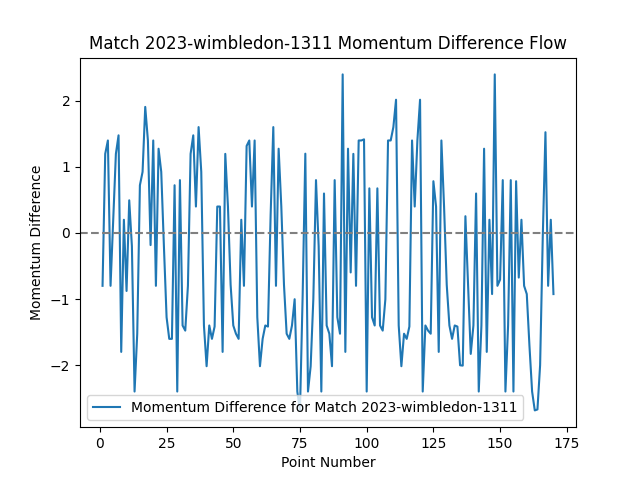 Match 2023-wimbledon-1311 Momentum Difference Flow
Momentum Difference
2
1
0
−1
−2
Momentum Difference for Match 2023-wimbledon-1311
0 25 50 75 100 125 150 175
Point Number